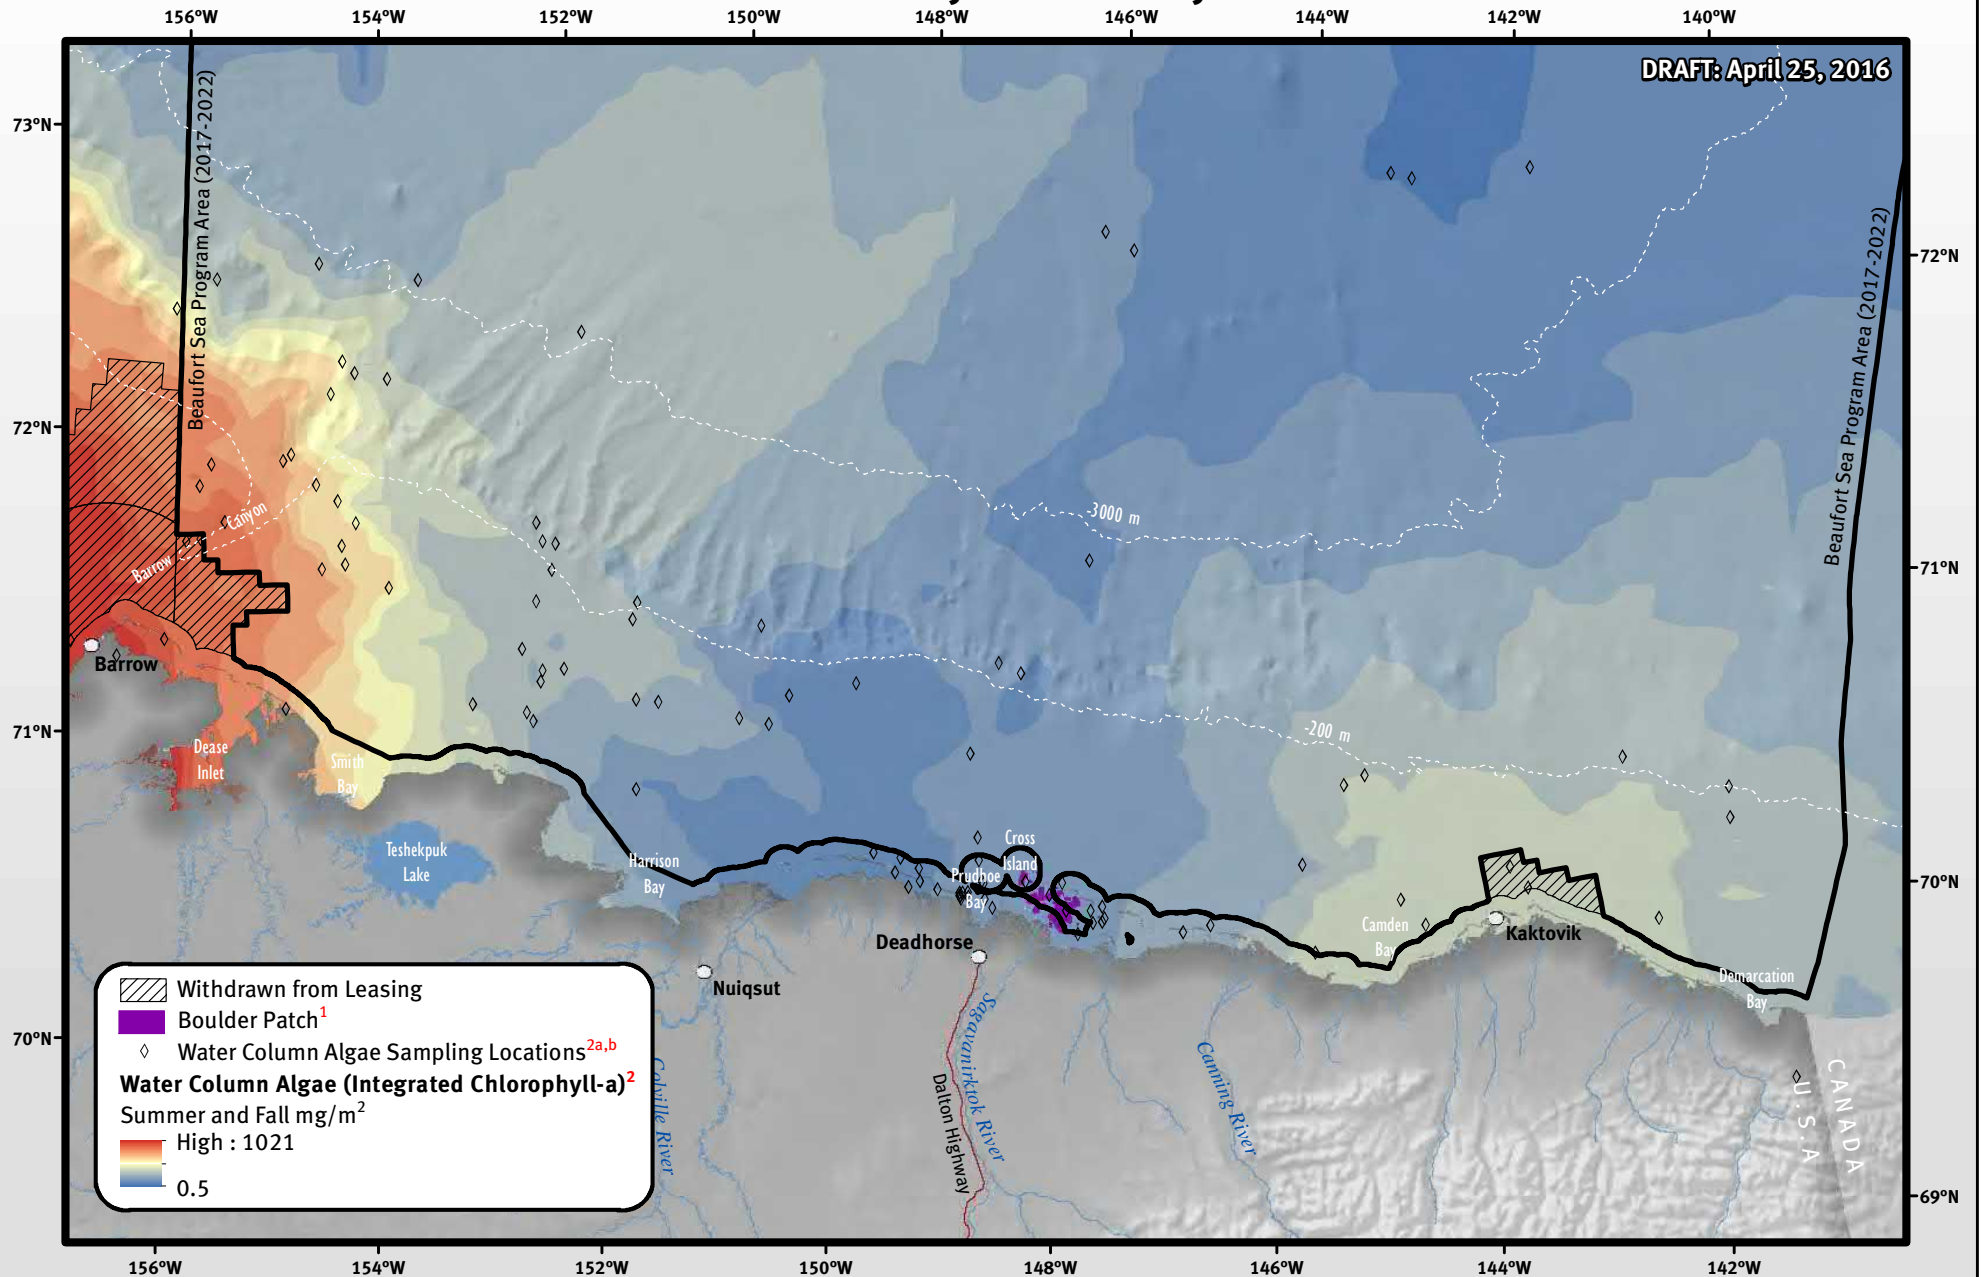 156°W 154°W 152°W 150°W 148°W 146°W 144°W 142°W 140°W
DRAFT: April 25, 2016
73°N
72°N
71°N
70°N
72°N
71°N
70°N
69°N
Beaufort Sea Program Area (2017-2022)
Beaufort Sea Program Area (2017-2022)
-3000 m
-200 m
Barrow Canyon
Barrow
Dease
Inlet
Smith
Bay
Teshekpuk
Lake
Harrison
Bay
Cross
Island
Prudhoe
Bay
Deadhorse
Nuiqsut
Camden
Bay
Kaktovik
Demarcation
Bay
Colville River
Sagavanirktok River
Dalton Highway
Canning River
CANADA
U.S.A
Withdrawn from Leasing
Boulder Patch1
Water Column Algae Sampling Locations2a,b
Water Column Algae (Integrated Chlorophyll-a)2
Summer and Fall mg/m2
High : 1021
0.5
156°W 154°W 152°W 150°W 148°W 146°W 144°W 142°W